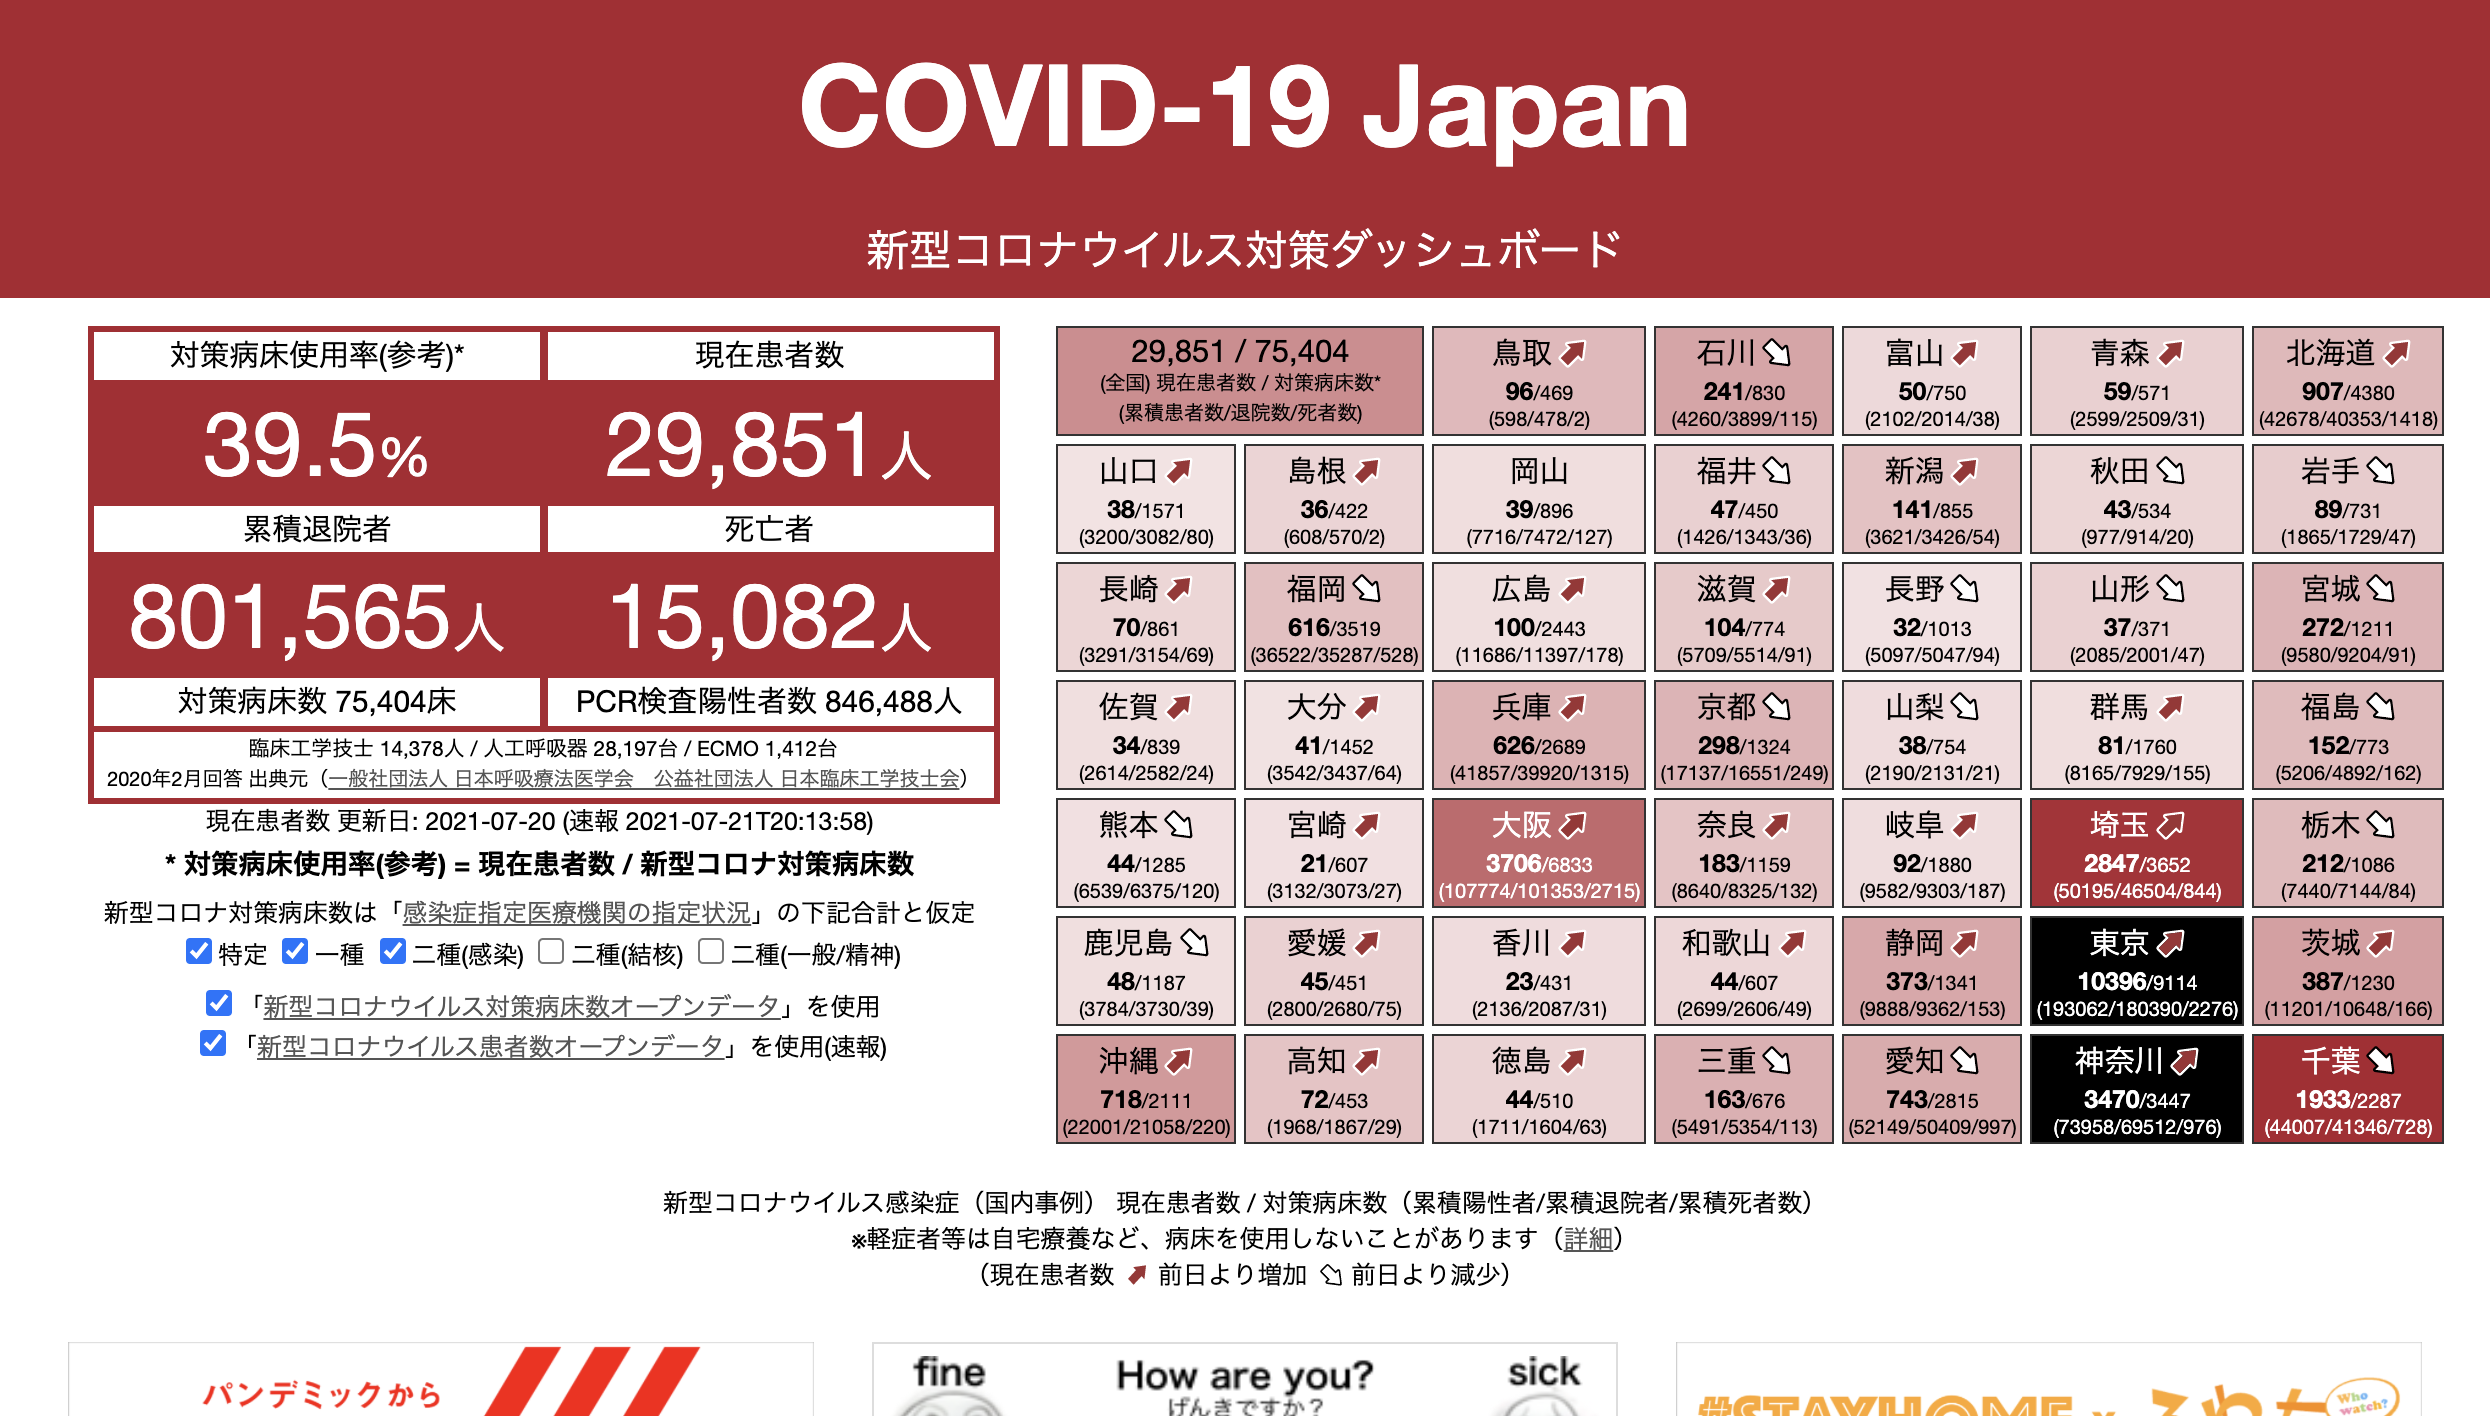 COVID-19 Japan
新型コロナウイルス対策ダッシュボード
対策病床使用率(参考)*
現在患者数
39.5%
29,851人
累積退院者
死亡者
801,565人
15,082人
対策病床数 75,404床
PCR検査陽性者数 846,488人
臨床工学技士 14,378人 / 人工呼吸器 28,197台 / ECMO 1,412台
2020年2月回答 出典元（一般社団法人 日本呼吸療法医学会　公益社団法人 日本臨床工学技士会）
現在患者数 更新日: 2021-07-20 (速報 2021-07-21T20:13:58)
* 対策病床使用率(参考) = 現在患者数 / 新型コロナ対策病床数
新型コロナ対策病床数は「感染症指定医療機関の指定状況」の下記合計と仮定
特定 一種 二種(感染) 二種(結核) 二種(一般/精神)
「新型コロナウイルス対策病床数オープンデータ」を使用
「新型コロナウイルス患者数オープンデータ」を使用(速報)
29,851 / 75,404
(全国) 現在患者数 / 対策病床数*
(累積患者数/退院数/死者数)
鳥取
96/469
(598/478/2)
石川
241/830
(4260/3899/115)
富山
50/750
(2102/2014/38)
青森
59/571
(2599/2509/31)
北海道
907/4380
(42678/40353/1418)
山口
38/1571
(3200/3082/80)
島根
36/422
(608/570/2)
岡山
39/896
(7716/7472/127)
福井
47/450
(1426/1343/36)
新潟
141/855
(3621/3426/54)
秋田
43/534
(977/914/20)
岩手
89/731
(1865/1729/47)
長崎
70/861
(3291/3154/69)
福岡
616/3519
(36522/35287/528)
広島
100/2443
(11686/11397/178)
滋賀
104/774
(5709/5514/91)
長野
32/1013
(5097/5047/94)
山形
37/371
(2085/2001/47)
宮城
272/1211
(9580/9204/91)
佐賀
34/839
(2614/2582/24)
大分
41/1452
(3542/3437/64)
兵庫
626/2689
(41857/39920/1315)
京都
298/1324
(17137/16551/249)
山梨
38/754
(2190/2131/21)
群馬
81/1760
(8165/7929/155)
福島
152/773
(5206/4892/162)
熊本
44/1285
(6539/6375/120)
宮崎
21/607
(3132/3073/27)
大阪
3706/6833
(107774/101353/2715)
奈良
183/1159
(8640/8325/132)
岐阜
92/1880
(9582/9303/187)
埼玉
2847/3652
(50195/46504/844)
栃木
212/1086
(7440/7144/84)
鹿児島
48/1187
(3784/3730/39)
愛媛
45/451
(2800/2680/75)
香川
23/431
(2136/2087/31)
和歌山
44/607
(2699/2606/49)
静岡
373/1341
(9888/9362/153)
東京
10396/9114
(193062/180390/2276)
茨城
387/1230
(11201/10648/166)
沖縄
718/2111
(22001/21058/220)
高知
72/453
(1968/1867/29)
徳島
44/510
(1711/1604/63)
三重
163/676
(5491/5354/113)
愛知
743/2815
(52149/50409/997)
神奈川
3470/3447
(73958/69512/976)
千葉
1933/2287
(44007/41346/728)
新型コロナウイルス感染症（国内事例） 現在患者数 / 対策病床数（累積陽性者/累積退院者/累積死者数）
※軽症者等は自宅療養など、病床を使用しないことがあります（詳細）
（現在患者数 前日より増加 前日より減少）
パンデミックから
fine
How are you?
げんきですか？
sick
#STAYHOME x
Who
watch?